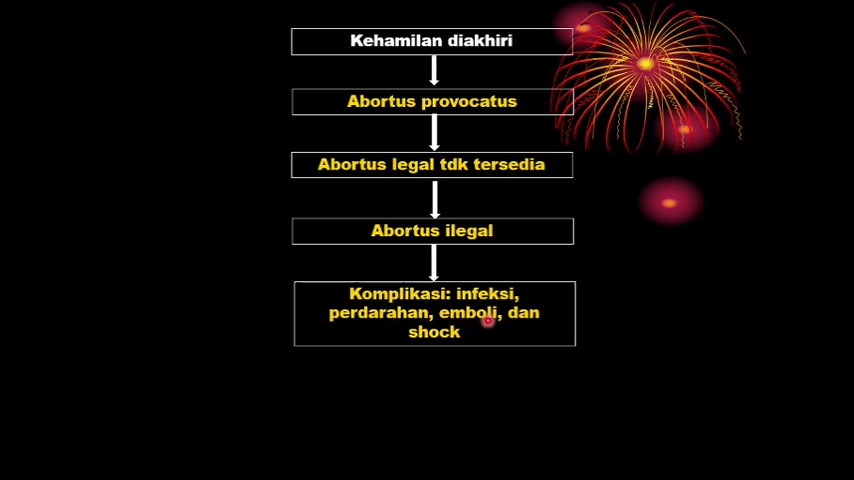 Kehamilan diakhiri
Abortus provocatus
Abortus legal tdk tersedia
Abortus ilegal
Komplikasi: infeksi,
perdarahan, emboli, dan
shock